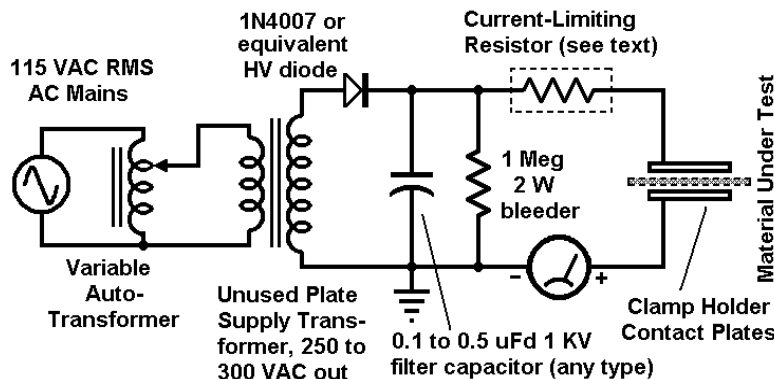 115 VAC RMS
AC Mains
1N4007 or
equivalent
HV diode
Current-Limiting
Resistor (see text)
1 Meg
2 W
bleeder
Material Under Test
Variable
Auto-
Transformer
Unused Plate
Supply Trans-
former, 250 to
300 VAC out
0.1 to 0.5 uFd 1 KV
filter capacitor (any type)
–
+
Clamp Holder
Contact Plates